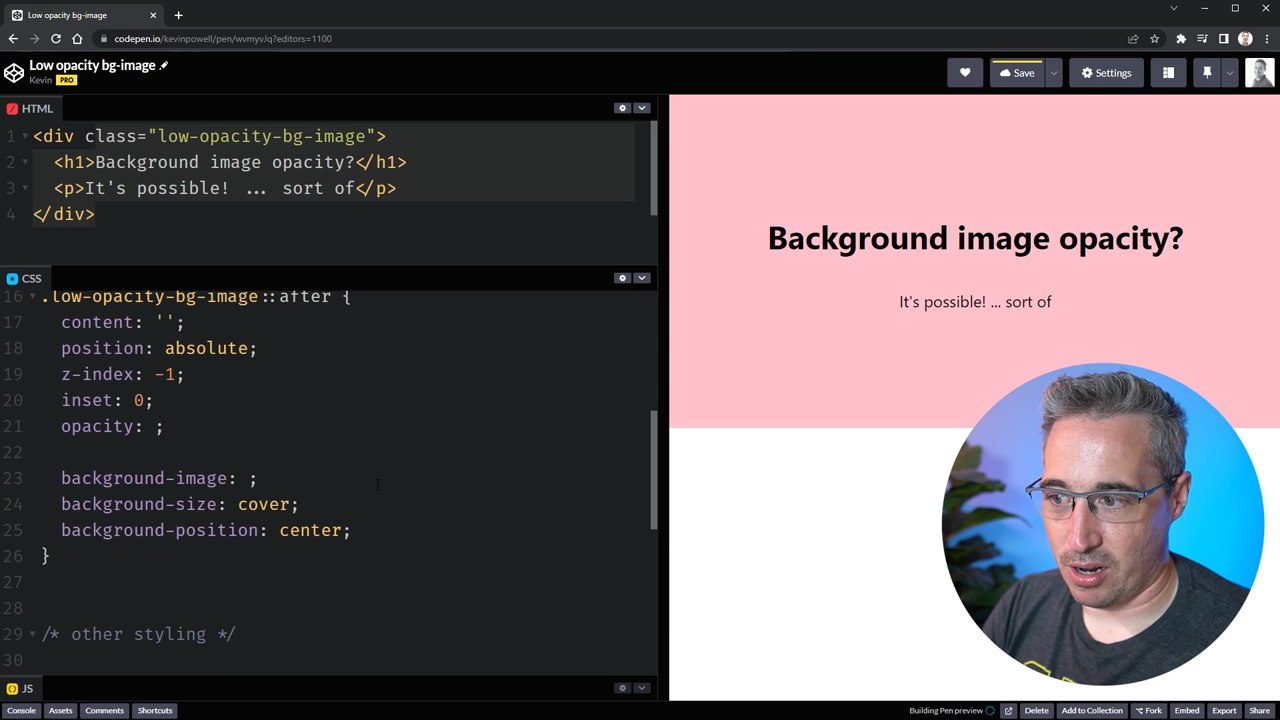 Low opacity bg-image
codepen.io/kevinpowell/pen/wvmyvJq?editors=1100
Low opacity bg-image
Kevin PRO
Save
Settings
HTML
1 <div class="low-opacity-bg-image">
2 <h1>Background image opacity?</h1>
3 <p>It's possible! ... sort of</p>
4 </div>
CSS
16 .low-opacity-bg-image::after {
17 content: '';
18 position: absolute;
19 z-index: -1;
20 inset: 0;
21 opacity: ;
22
23 background-image: ;
24 background-size: cover;
25 background-position: center;
26 }
27
28
29 /* other styling */
30
JS
Background image opacity?
It's possible! ... sort of
Console Assets Comments Shortcuts
Building Pen preview Delete Add to Collection Fork Embed Export Share